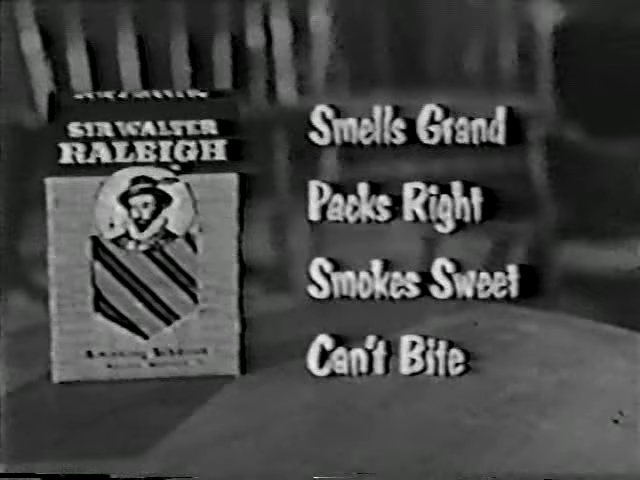 SIR WALTER
RALEIGH
Smells Grand
Packs Right
Smokes Sweet
Can't Bite